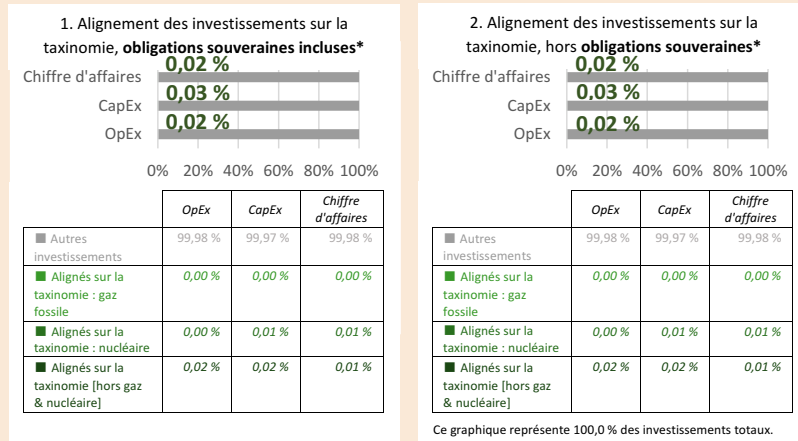 1. Alignement des investissements sur la
taxinomie, obligations souveraines incluses*
0,02 %
Chiffre d'affaires
0,03 %
CapEx
0,02 %
OpEx
0% 20% 40% 60% 80% 100%
OpEx CapEx Chiffre
d'affaires
Autres
investissements
99,98 % 99,97 % 99,98 %
Alignés sur la
taxinomie : gaz
fossile
0,00 % 0,00 % 0,00 %
Alignés sur la
taxinomie : nucléaire
0,00 % 0,01 % 0,01 %
Alignés sur la
taxinomie [hors gaz
& nucléaire]
0,02 % 0,02 % 0,01 %
2. Alignement des investissements sur la
taxinomie, hors obligations souveraines*
0,02 %
Chiffre d'affaires
0,03 %
CapEx
0,02 %
OpEx
0% 20% 40% 60% 80% 100%
OpEx CapEx Chiffre
d'affaires
Autres
investissements
99,98 % 99,97 % 99,98 %
Alignés sur la
taxinomie : gaz
fossile
0,00 % 0,00 % 0,00 %
Alignés sur la
taxinomie : nucléaire
0,00 % 0,01 % 0,01 %
Alignés sur la
taxinomie [hors gaz
& nucléaire]
0,02 % 0,02 % 0,01 %
Ce graphique représente 100,0 % des investissements totaux.